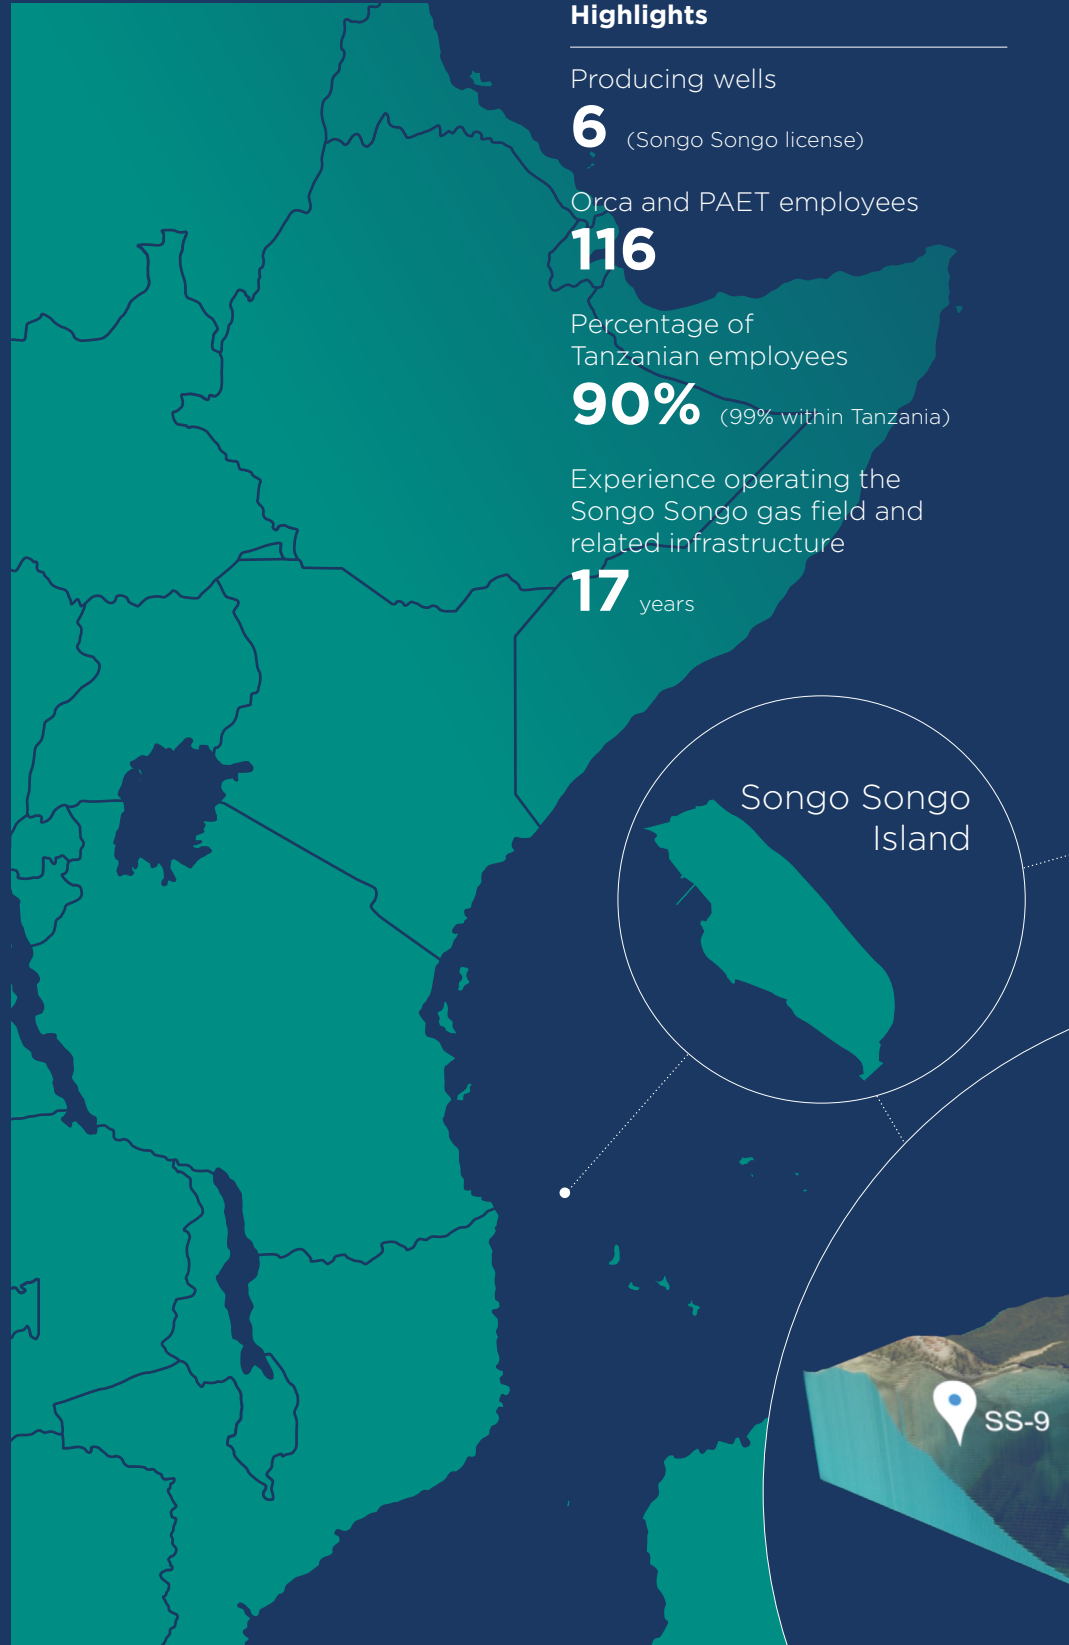 Highlights
Producing wells
6 (Songo Songo license)
Orca and PAET employees
116
Percentage of
Tanzanian employees
90% (99% within Tanzania)
Experience operating the
Songo Songo gas field and
related infrastructure
17 years
Songo Songo
Island
SS-9